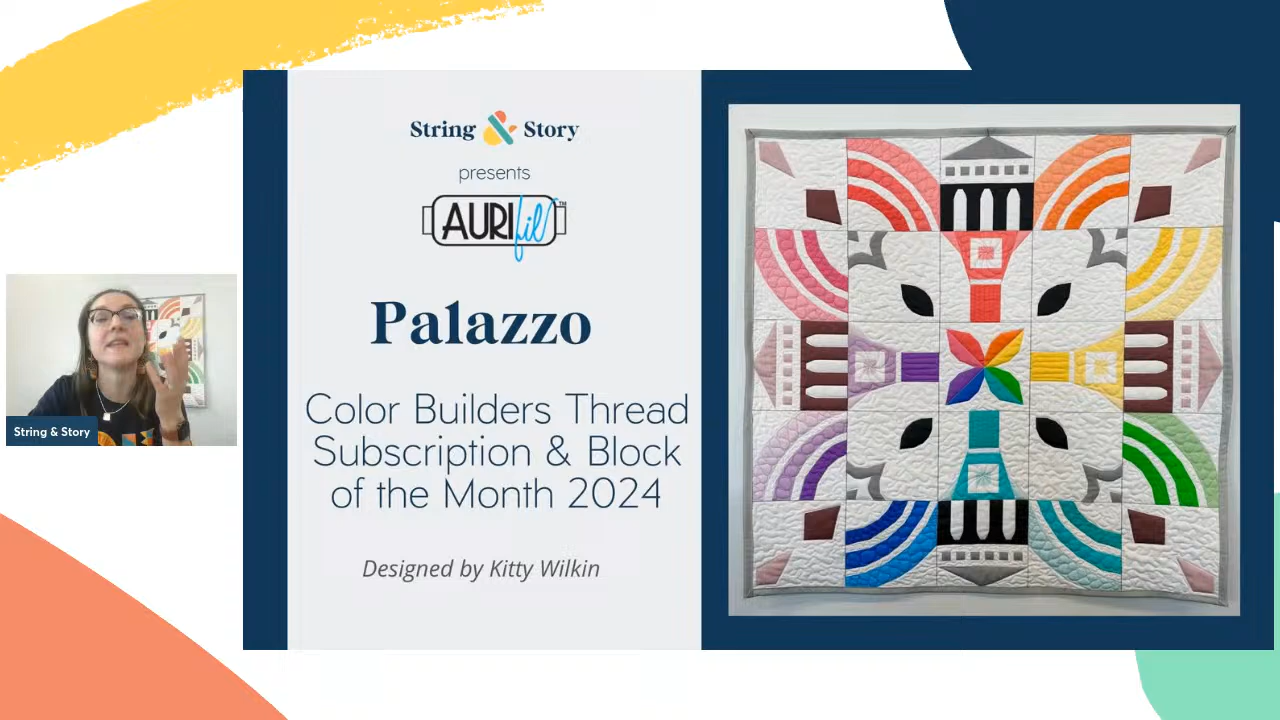 String & Story
presents
AURIfil™
Palazzo
Color Builders Thread
Subscription & Block
of the Month 2024
Designed by Kitty Wilkin
String & Story